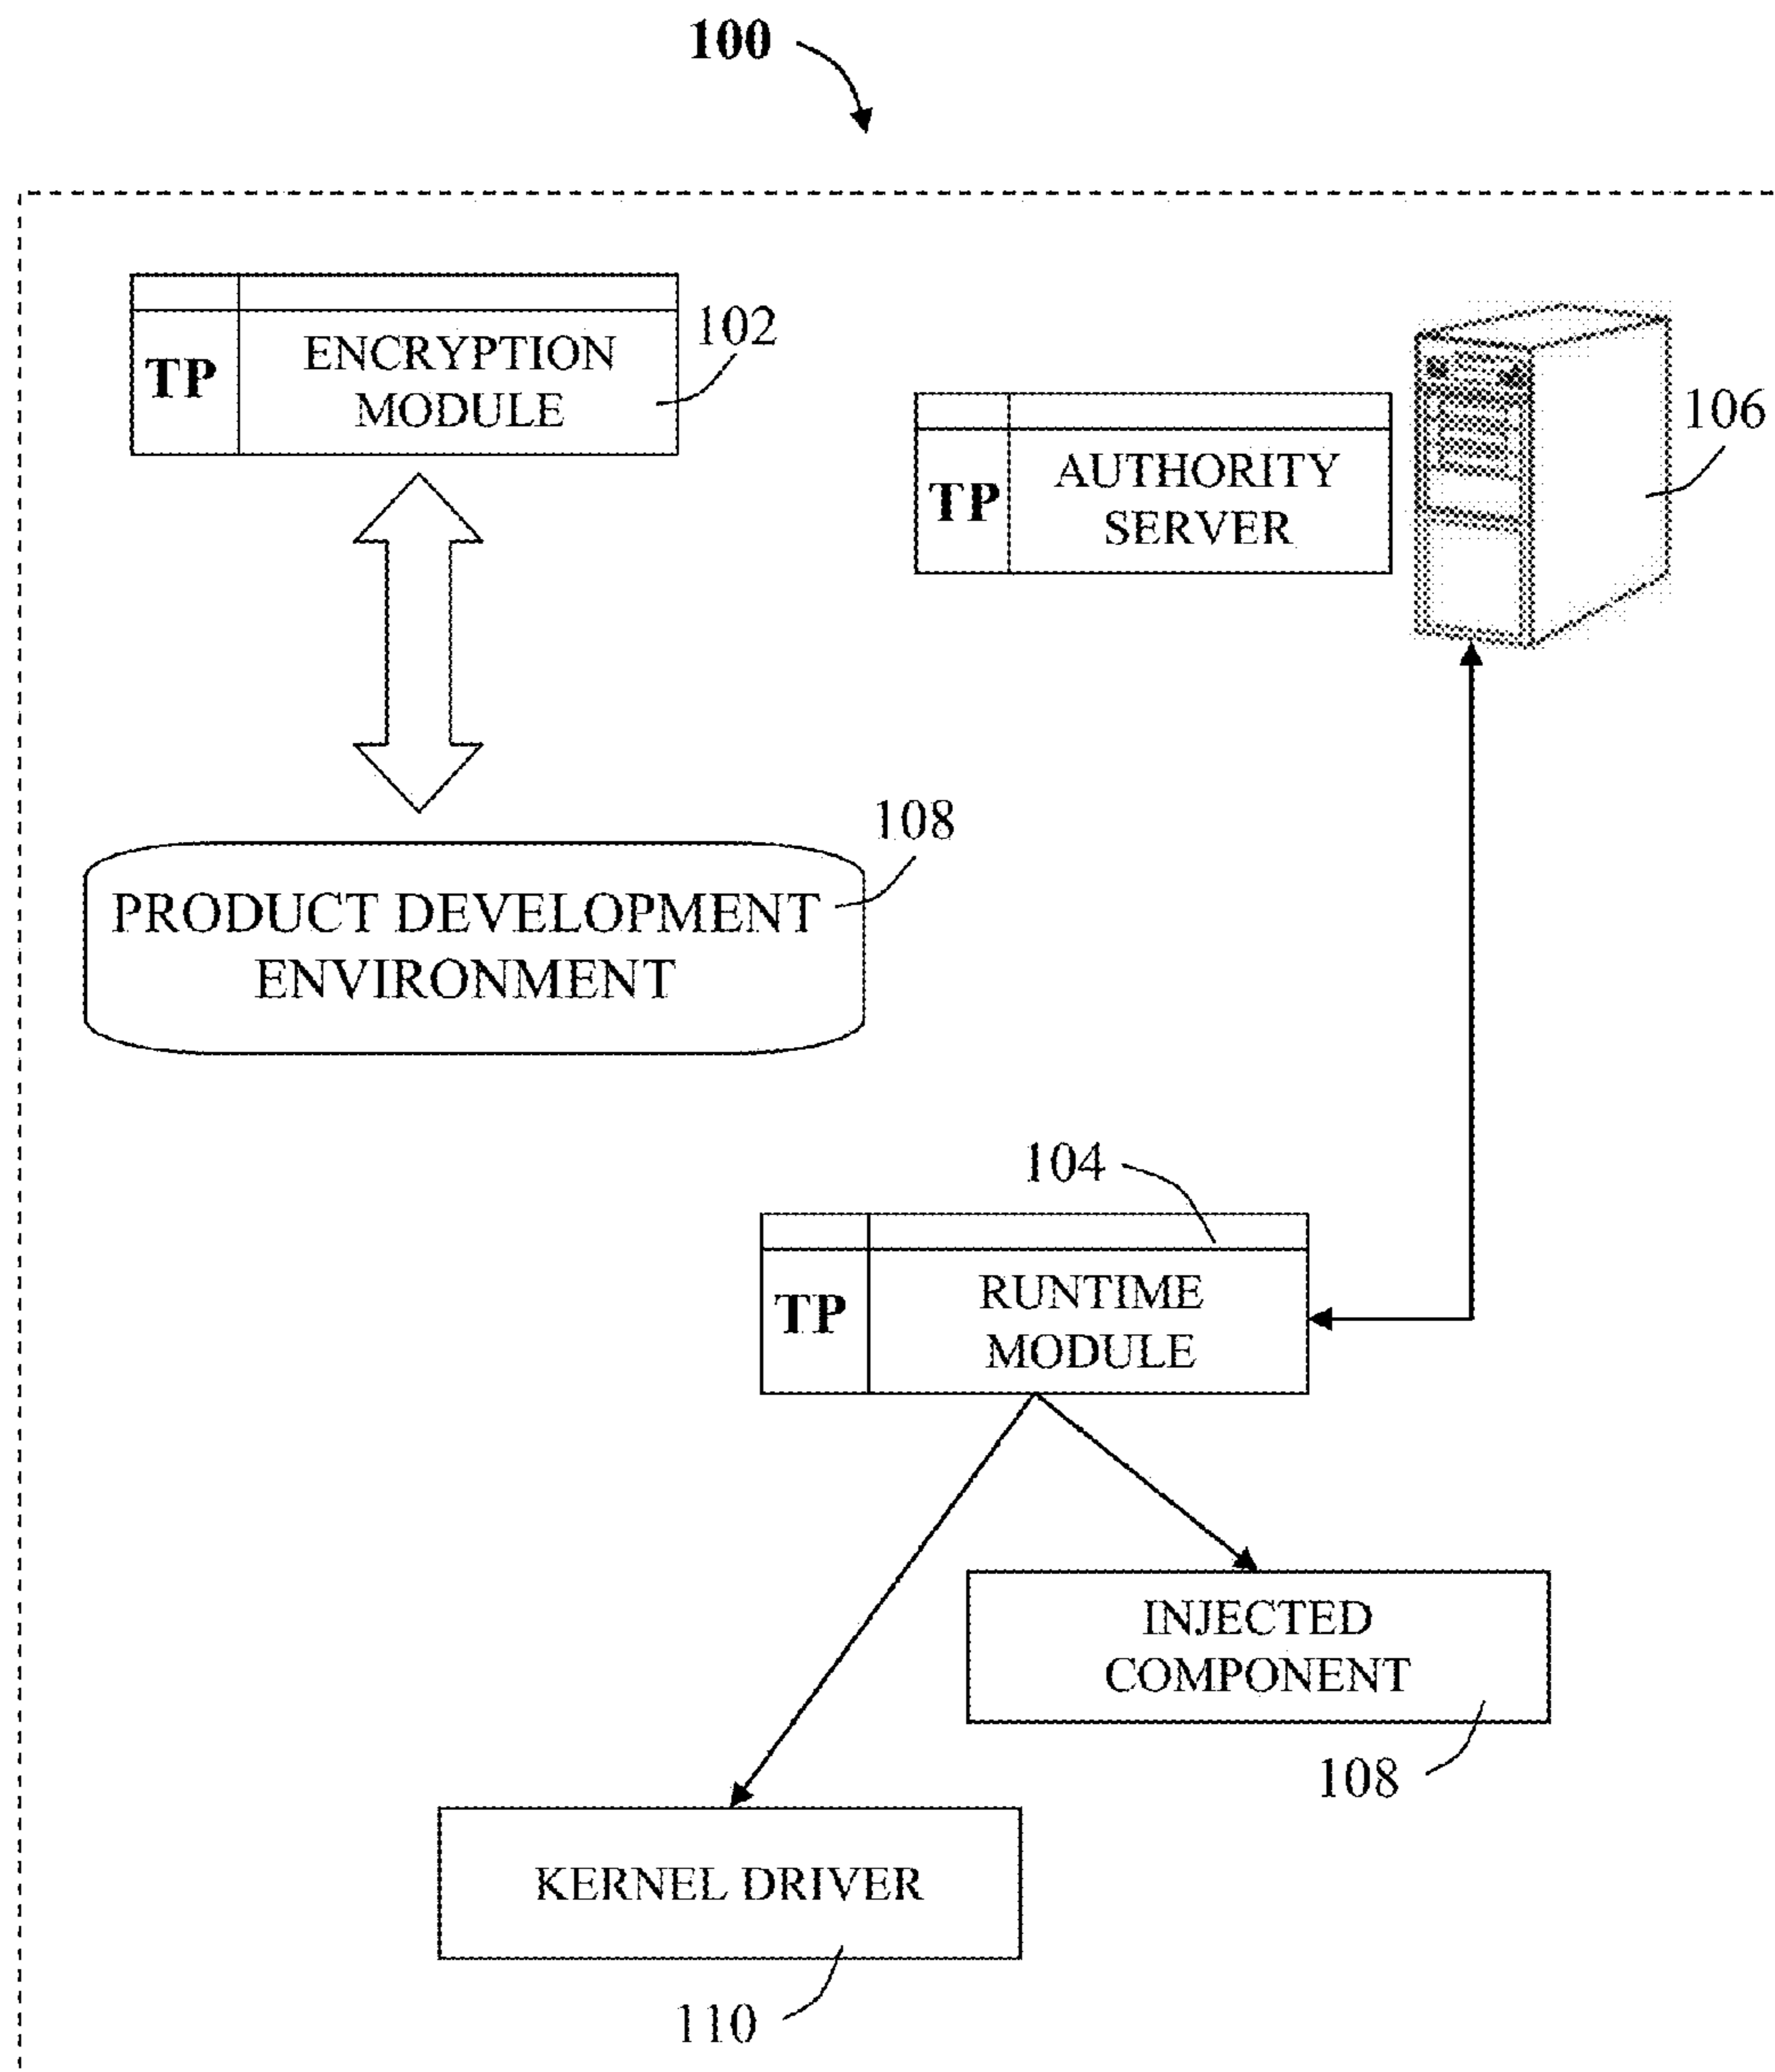 100
ENCRYPTION
MODULE
TP
102
AUTHORITY
SERVER
TP
106
108
PRODUCT DEVELOPMENT
ENVIRONMENT
104
RUNTIME
MODULE
TP
INJECTED
COMPONENT
108
KERNEL DRIVER
110